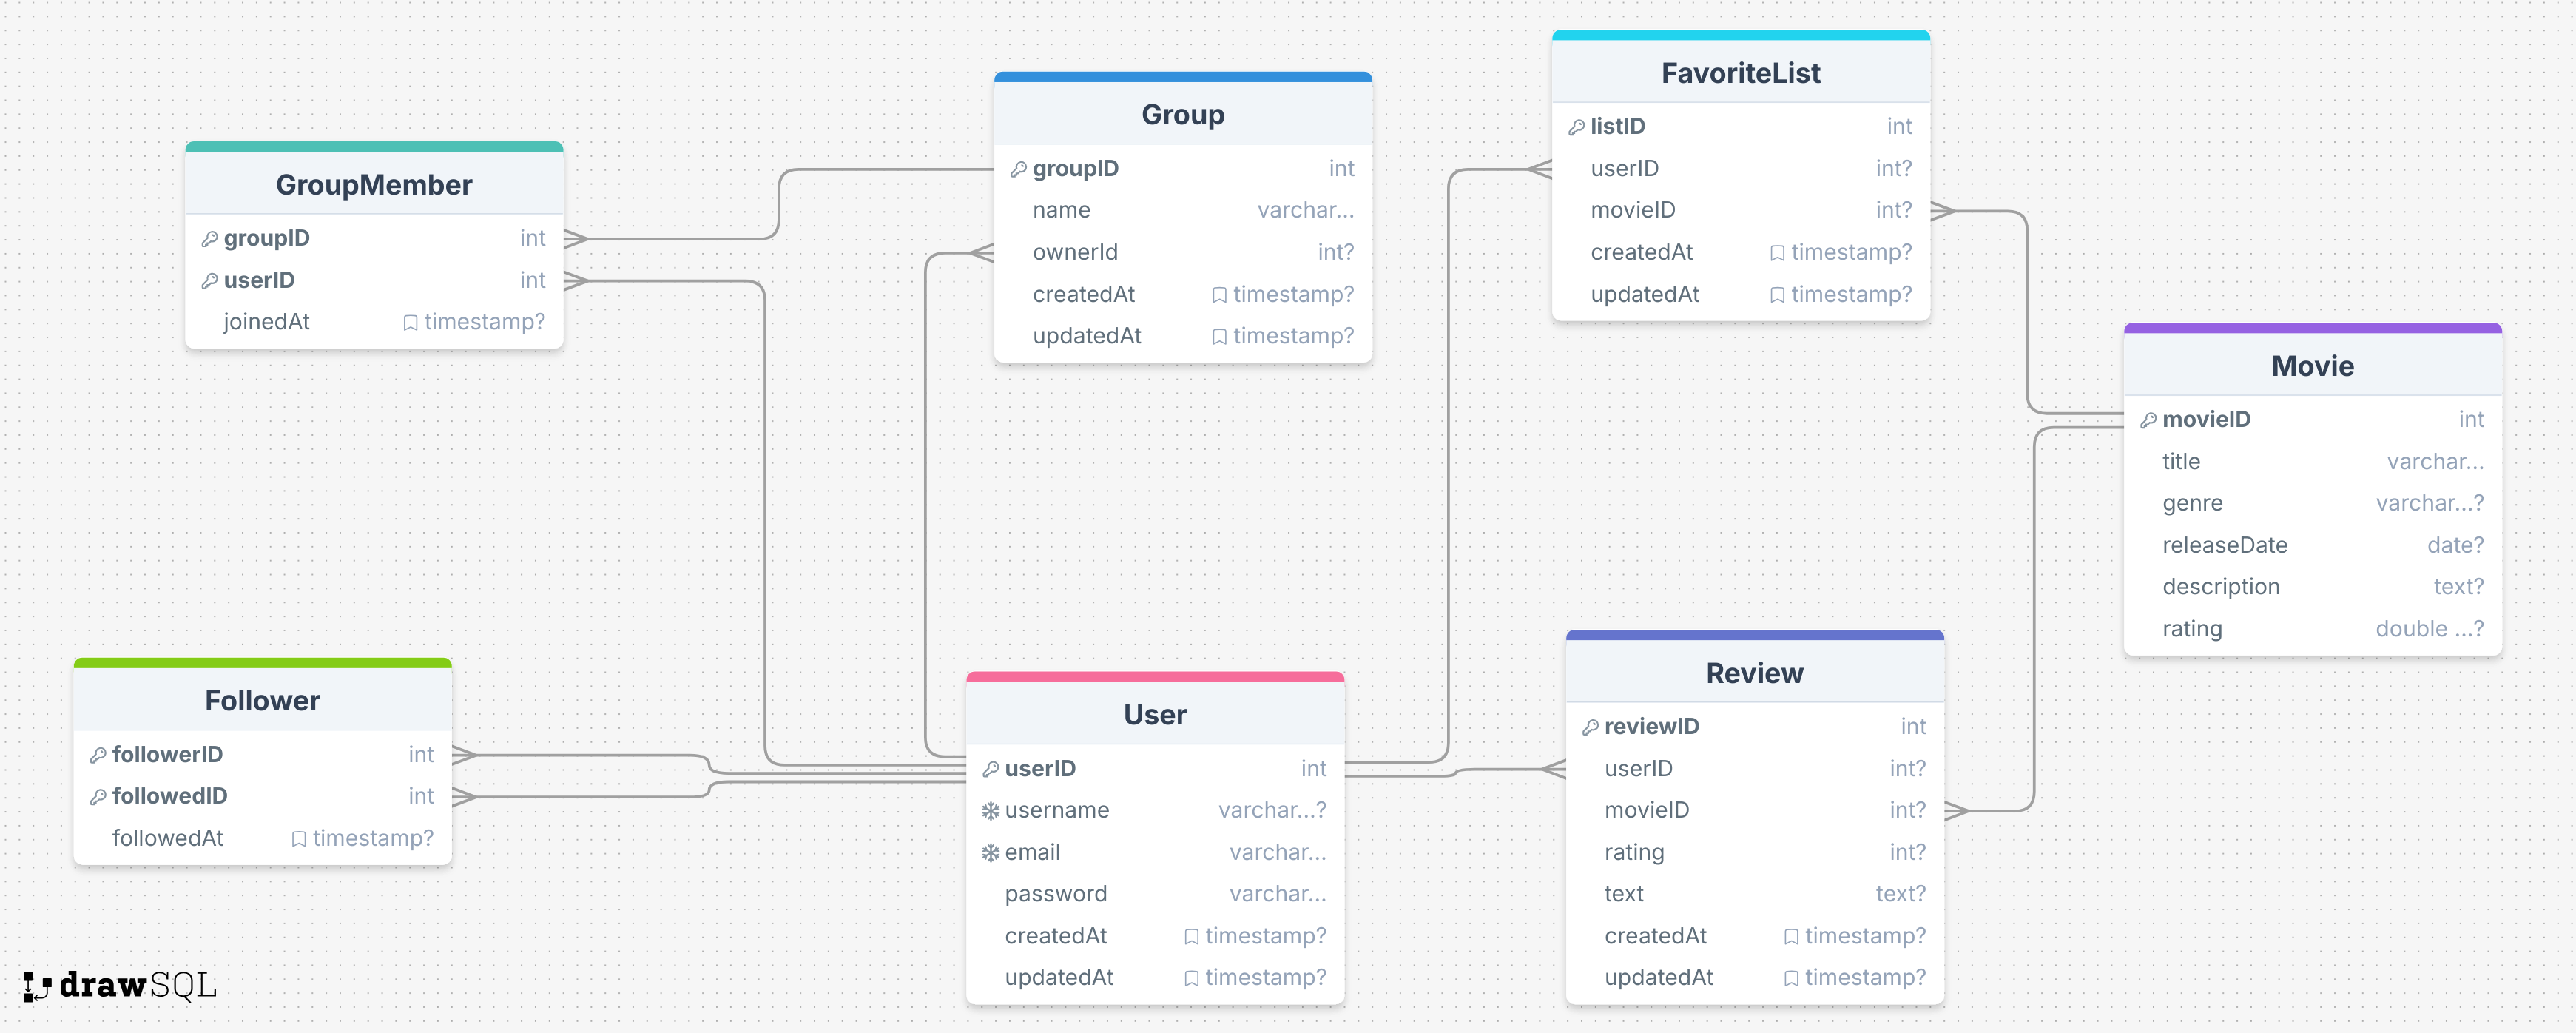 GroupMember
groupID int
userID int
joinedAt timestamp?
Group
groupID int
name varchar...
ownerId int?
createdAt timestamp?
updatedAt timestamp?
FavoriteList
listID int
userID int?
movieID int?
createdAt timestamp?
updatedAt timestamp?
Movie
movieID int
title varchar...
genre varchar...?
releaseDate date?
description text?
rating double ...?
Follower
followerID int
followedID int
followedAt timestamp?
User
userID int
username varchar...?
email varchar...
password varchar...
createdAt timestamp?
updatedAt timestamp?
Review
reviewID int
userID int?
movieID int?
rating int?
text text?
createdAt timestamp?
updatedAt timestamp?
drawSQL